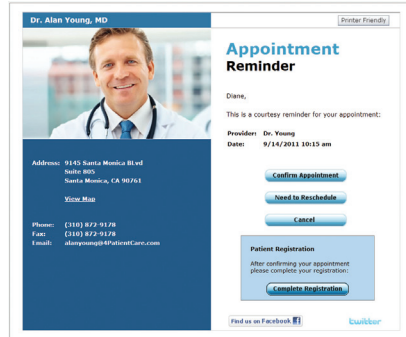 Dr. Alan Young, MD
Printer Friendly
Address: 9145 Santa Monica BLvd
Suite 805
Santa Monica, CA 90761
View Map
Phone: (310) 872-9178
Fax: (310) 872-9178
Email: alanyoung@4PatientCare.com
Appointment
Reminder
Diane,
This is a courtesy reminder for your appointment:
Provider: Dr. Young
Date: 9/14/2011 10:15 am
Confirm Appointment
Need to Reschedule
Cancel
Patient Registration
After confirming your appointment
please complete your registration:
Complete Registration
Find us on Facebook f
twitter